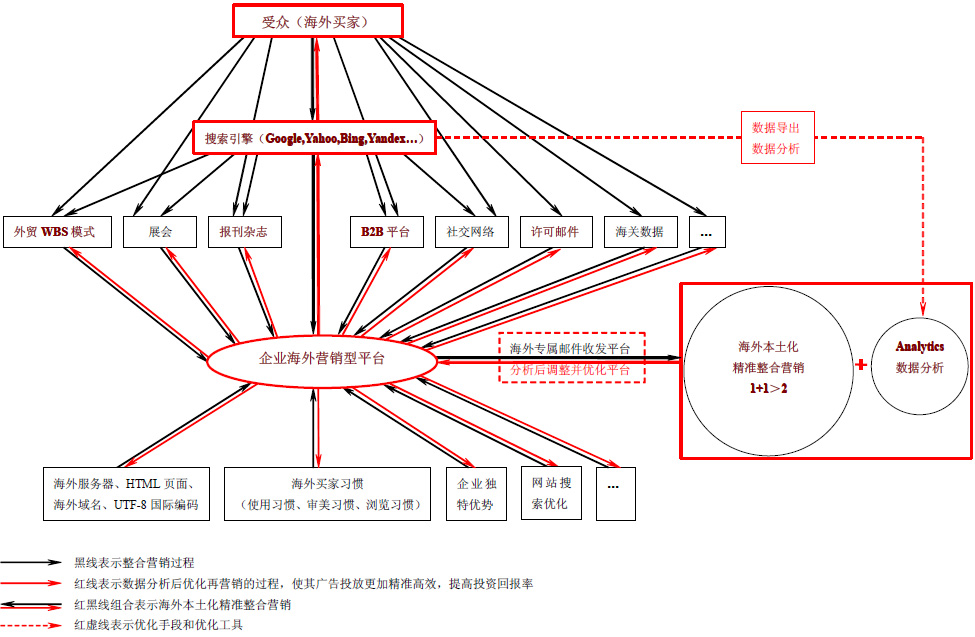 受众（海外买家）
搜索引擎（Google,Yahoo,Bing,Yandex…）
数据导出
数据分析
外贸 WBS 模式
展会
报刊杂志
B2B 平台
社交网络
许可邮件
海关数据
...
企业海外营销型平台
海外专属邮件收发平台
分析后调整并优化平台
海外本土化
精准整合营销
1+1＞2
+
Analytics
数据分析
海外服务器、HTML 页面、
海外域名、UTF-8 国际编码
海外买家习惯
（使用习惯、审美习惯、浏览习惯）
企业独
特优势
网站搜
索优化
...
黑线表示整合营销过程
红线表示数据分析后优化再营销的过程，使其广告投放更加精准高效，提高投资回报率
红黑线组合表示海外本土化精准整合营销
红虚线表示优化手段和优化工具